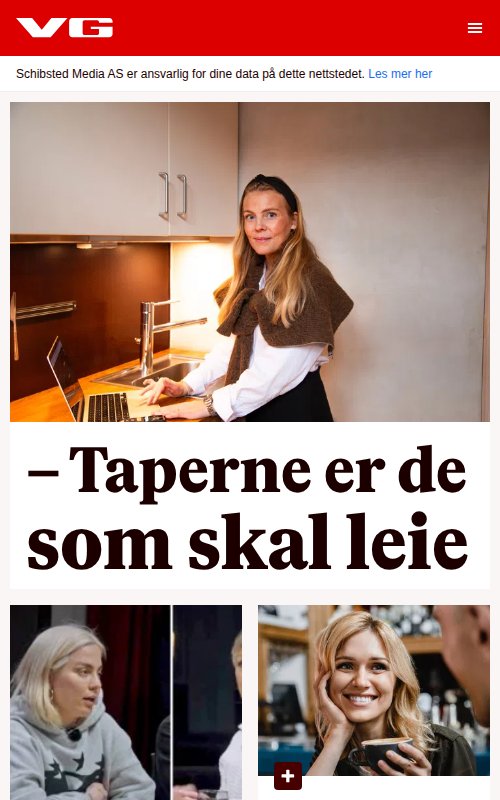 VG
Schibsted Media AS er ansvarlig for dine data på dette nettstedet. Les mer her
– Taperne er de
som skal leie